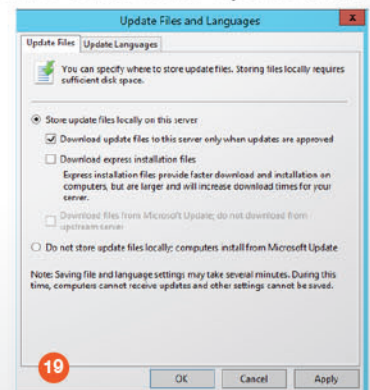 Update Files and Languages
x
Update Files Update Languages
You can specify where to store update files. Storing files locally requires
sufficient disk space.
Store update files locally on this server
Download update files to this server only when updates are approved
Download express installation files
Express installation files provide faster download and installation on
computers, but are larger and will increase download times for your
server.
Download files from Microsoft Update; do not download from
upstream server
Do not store update files locally; computers install from Microsoft Update
Note: Saving file and language settings may take several minutes. During this
time, computers cannot receive updates and other settings cannot be saved.
19
OK Cancel Apply